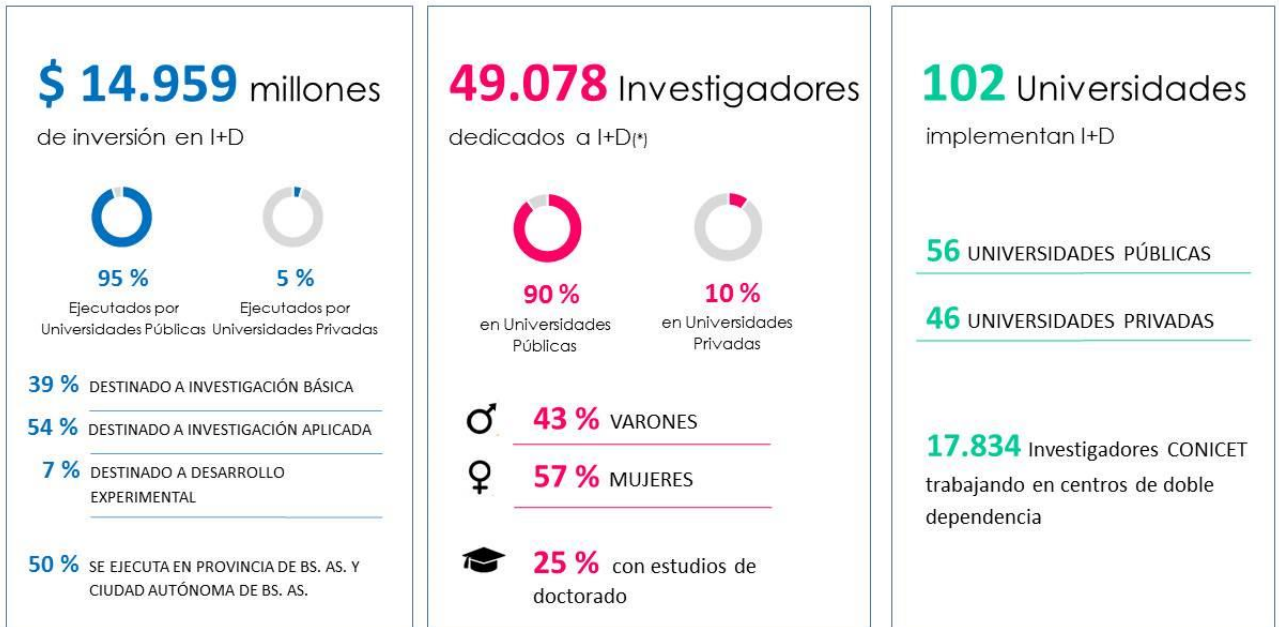 $ 14.959 millones
de inversión en I+D
95 %
Ejecutados por
Universidades Públicas
5 %
Ejecutados por
Universidades Privadas
39 % DESTINADO A INVESTIGACIÓN BÁSICA
54 % DESTINADO A INVESTIGACIÓN APLICADA
7 % DESTINADO A DESARROLLO
EXPERIMENTAL
50 % SE EJECUTA EN PROVINCIA DE BS. AS. Y
CIUDAD AUTÓNOMA DE BS. AS.
49.078 Investigadores
dedicados a I+D(*)
90 %
en Universidades
Públicas
10 %
en Universidades
Privadas
43 % VARONES
57 % MUJERES
25 % con estudios de
doctorado
102 Universidades
implementan I+D
56 UNIVERSIDADES PÚBLICAS
46 UNIVERSIDADES PRIVADAS
17.834 Investigadores CONICET
trabajando en centros de doble
dependencia